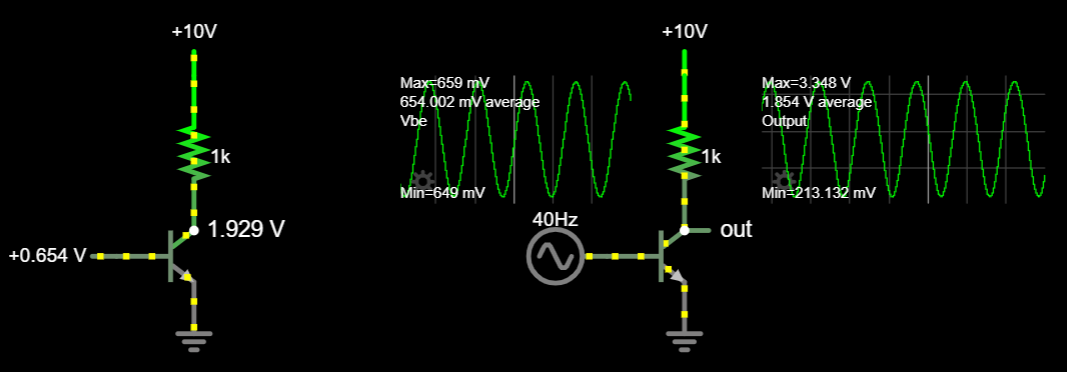 +10V
1k
1.929 V
+0.654 V
+10V
Max=659 mV
654.002 mV average
Vbe
Min=649 mV
40Hz
1k
out
Max=3.348 V
1.854 V average
Output
Min=213.132 mV